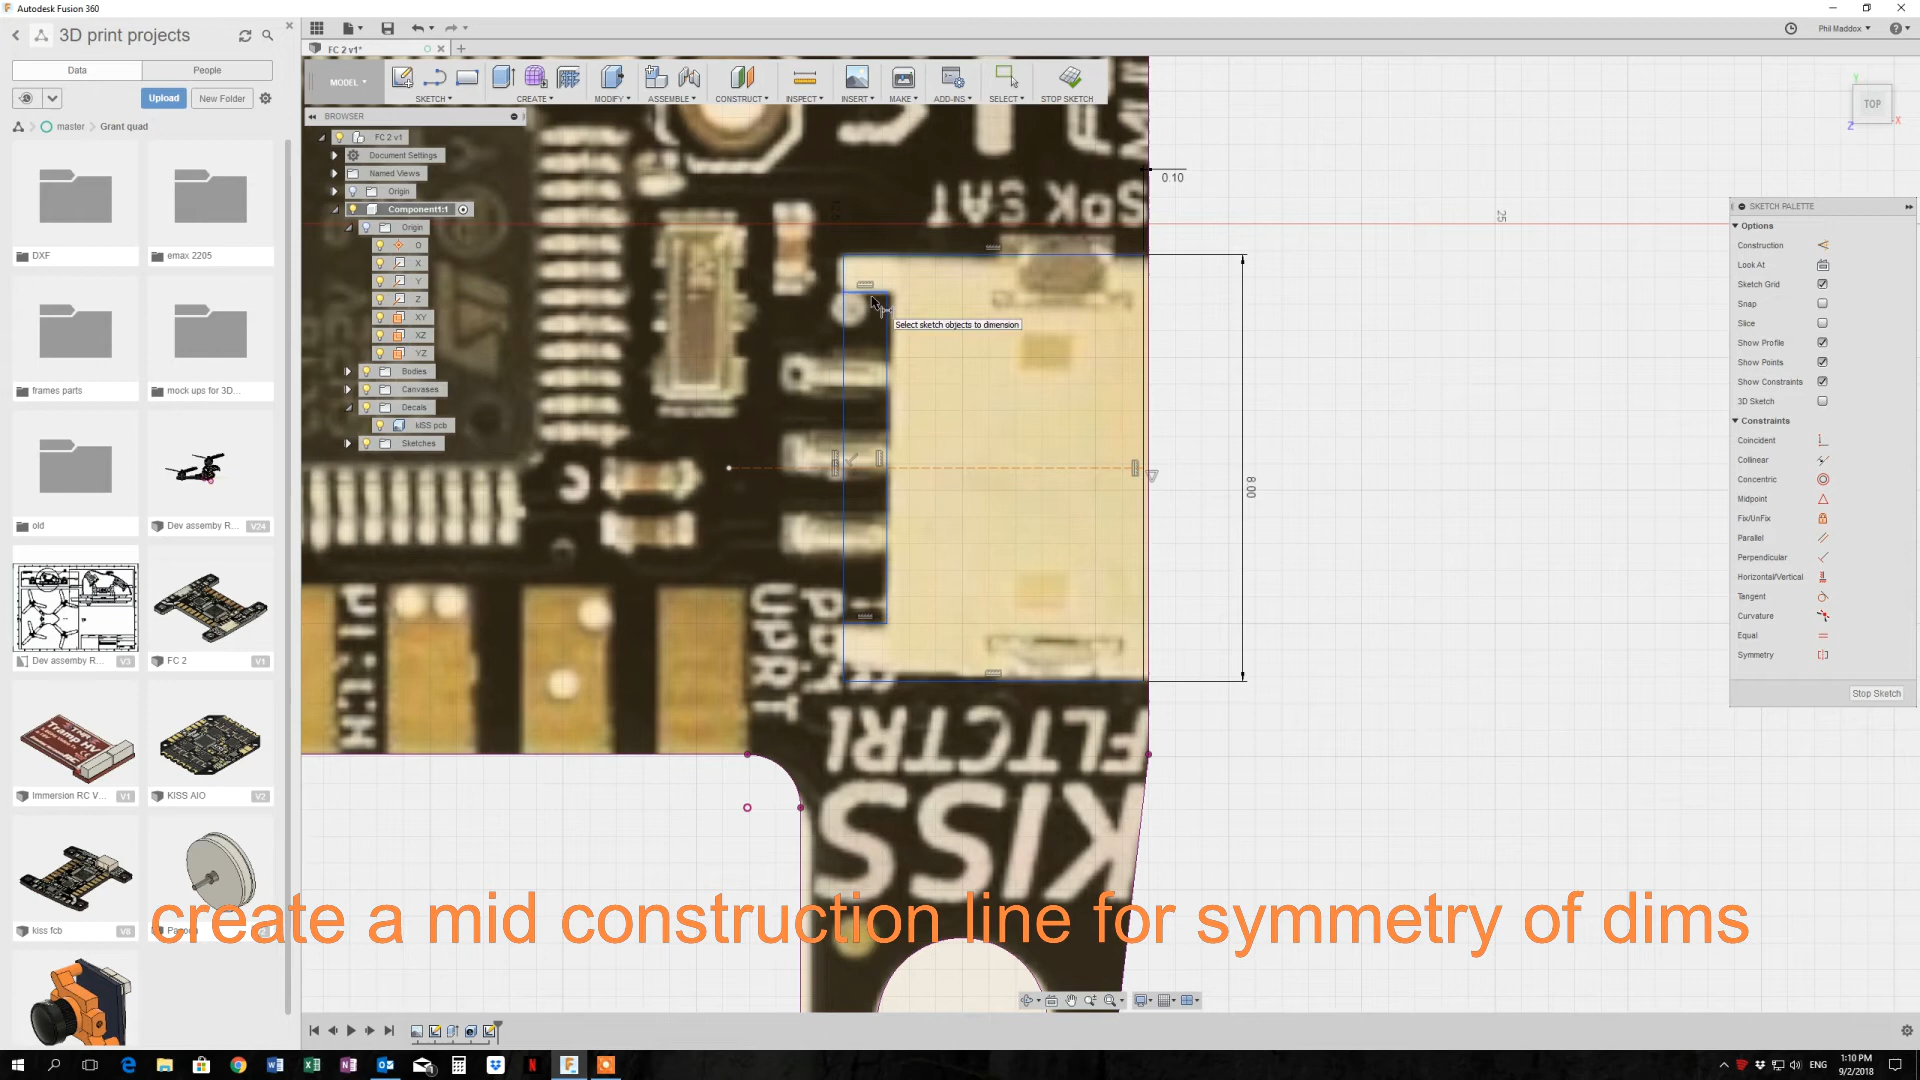 Autodesk Fusion 360
3D print projects
Data
People
Upload
New Folder
master
Grant quad
DXF
emax 2205
frames parts
mock ups for 3D...
old
Dev assemby R...
V24
Dev assemby R...
V3
FC 2
V1
Immersion RC V...
V1
KISS AIO
V2
kiss fcb
V8
FC 2 v1*
Phil Maddox
MODEL
SKETCH
CREATE
MODIFY
ASSEMBLE
CONSTRUCT
INSPECT
INSERT
MAKE
ADD-INS
SELECT
STOP SKETCH
BROWSER
FC 2 v1
Document Settings
Named Views
Origin
Component1:1
Origin
O
X
Y
Z
XY
XZ
YZ
Bodies
Canvases
Decals
kISS pcb
Sketches
TOP
X
Y
Z
0.10
25
8.00
Select sketch objects to dimension
SKETCH PALETTE
Options
Construction
Look At
Sketch Grid
Snap
Slice
Show Profile
Show Points
Show Constraints
3D Sketch
Constraints
Coincident
Collinear
Concentric
Midpoint
Fix/UnFix
Parallel
Perpendicular
Horizontal/Vertical
Tangent
Curvature
Equal
Symmetry
Stop Sketch
FLTCTRL
KISS
create a mid construction line for symmetry of dims
ENG
1:10 PM
9/2/2018